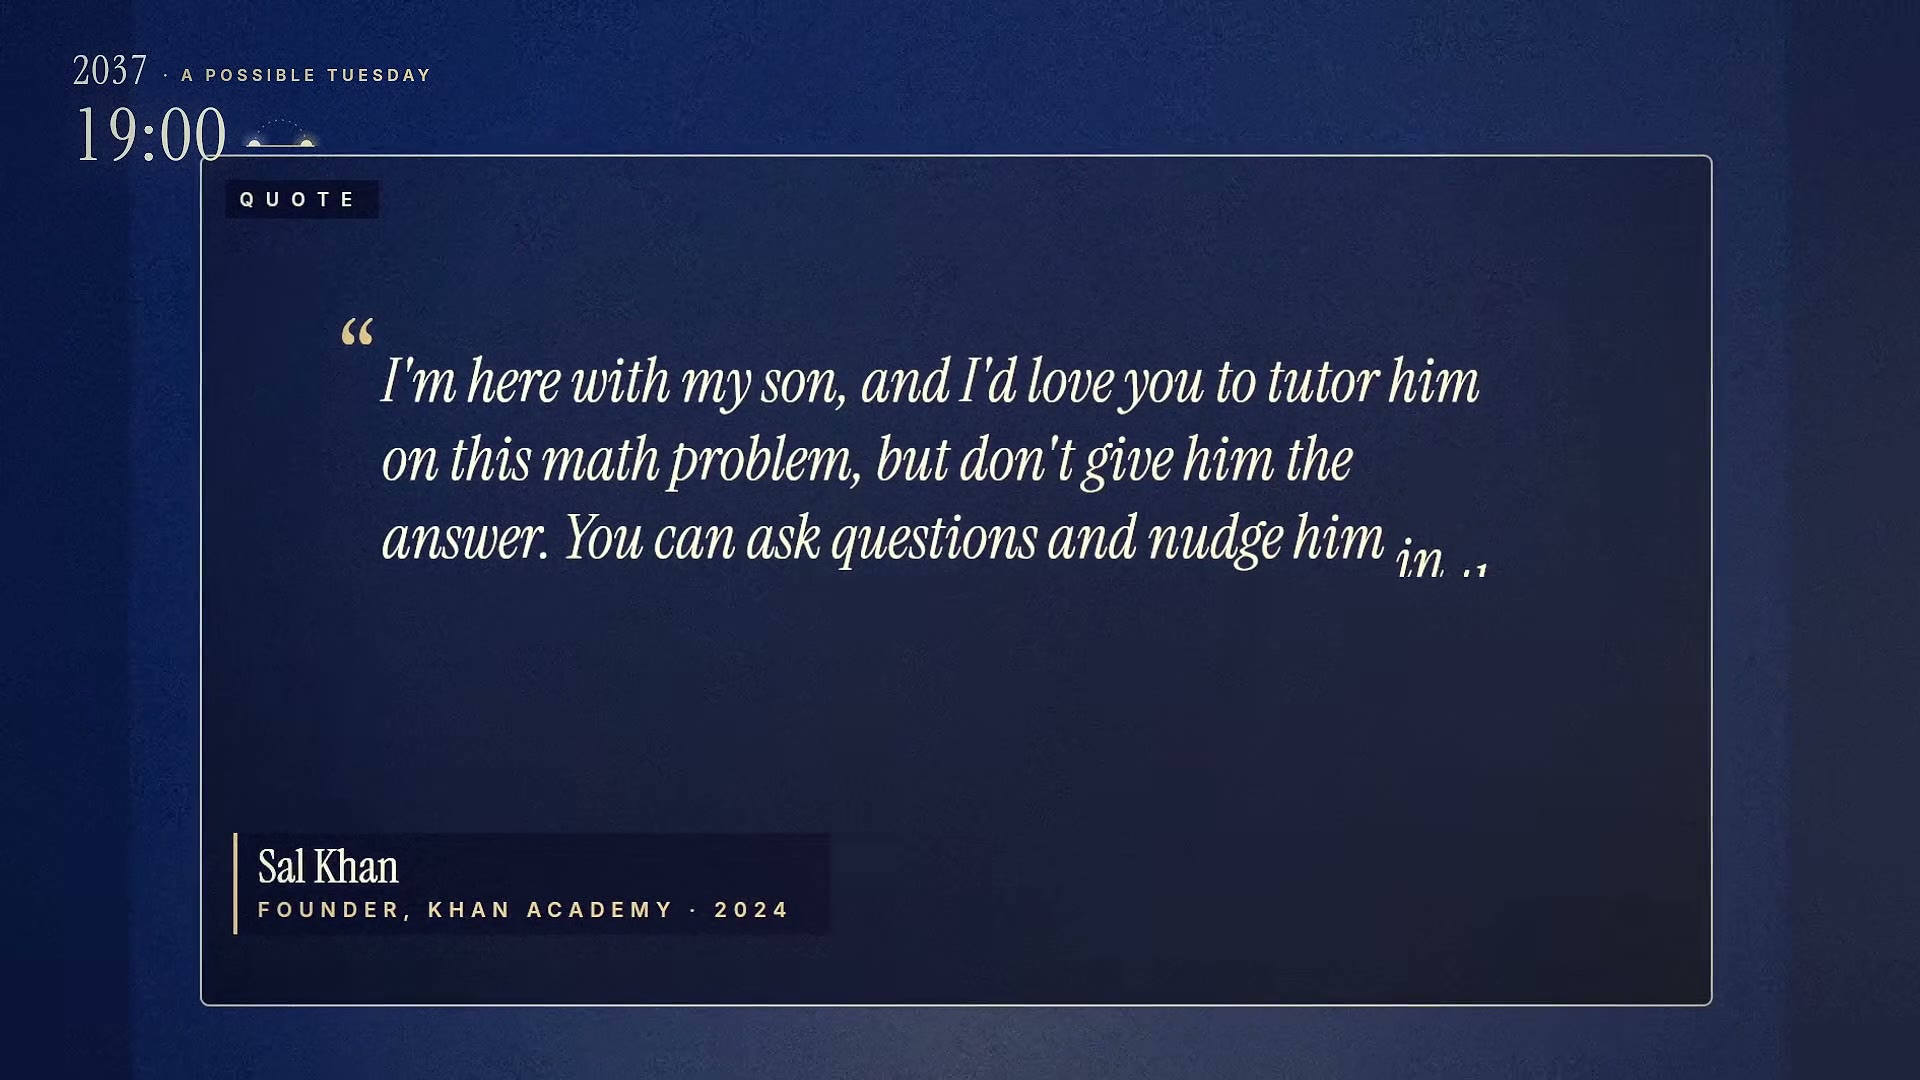 2037 · A POSSIBLE TUESDAY
19:00
QUOTE
“
I'm here with my son, and I'd love you to tutor him
on this math problem, but don't give him the
answer. You can ask questions and nudge him in
Sal Khan
FOUNDER, KHAN ACADEMY · 2024